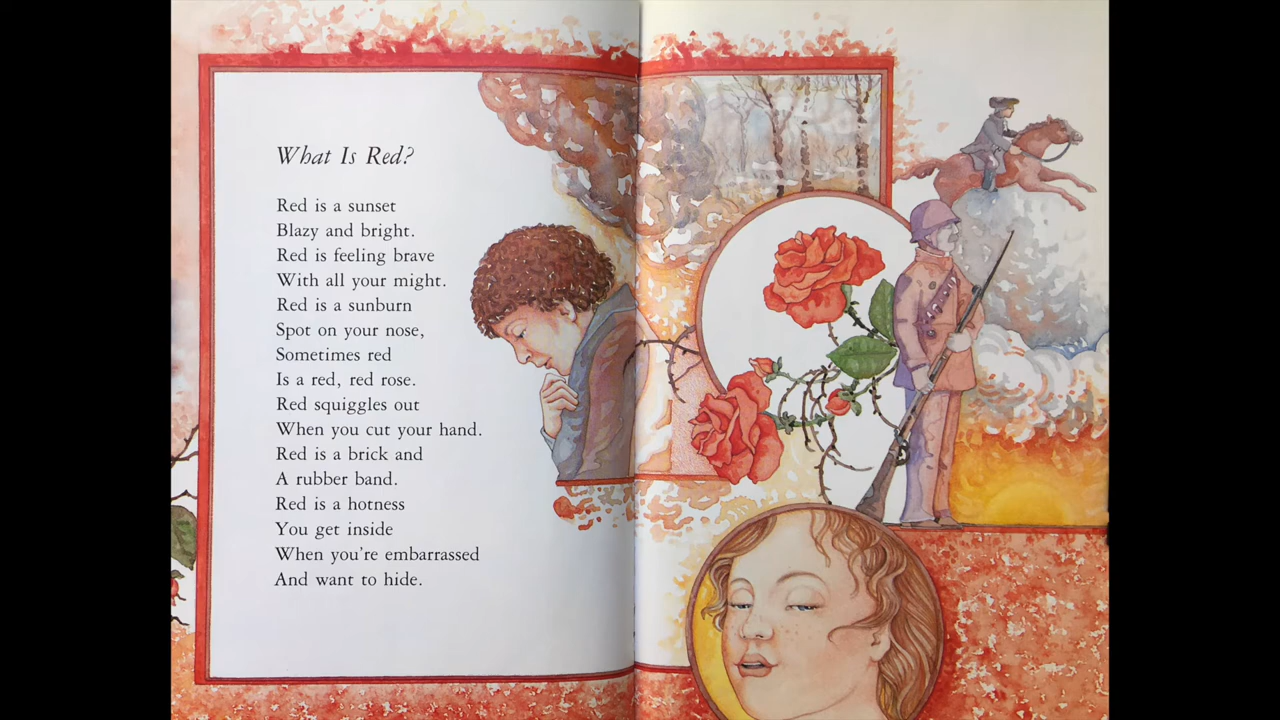 What Is Red?
Red is a sunset
Blazy and bright.
Red is feeling brave
With all your might.
Red is a sunburn
Spot on your nose,
Sometimes red
Is a red, red rose.
Red squiggles out
When you cut your hand.
Red is a brick and
A rubber band.
Red is a hotness
You get inside
When you're embarrassed
And want to hide.